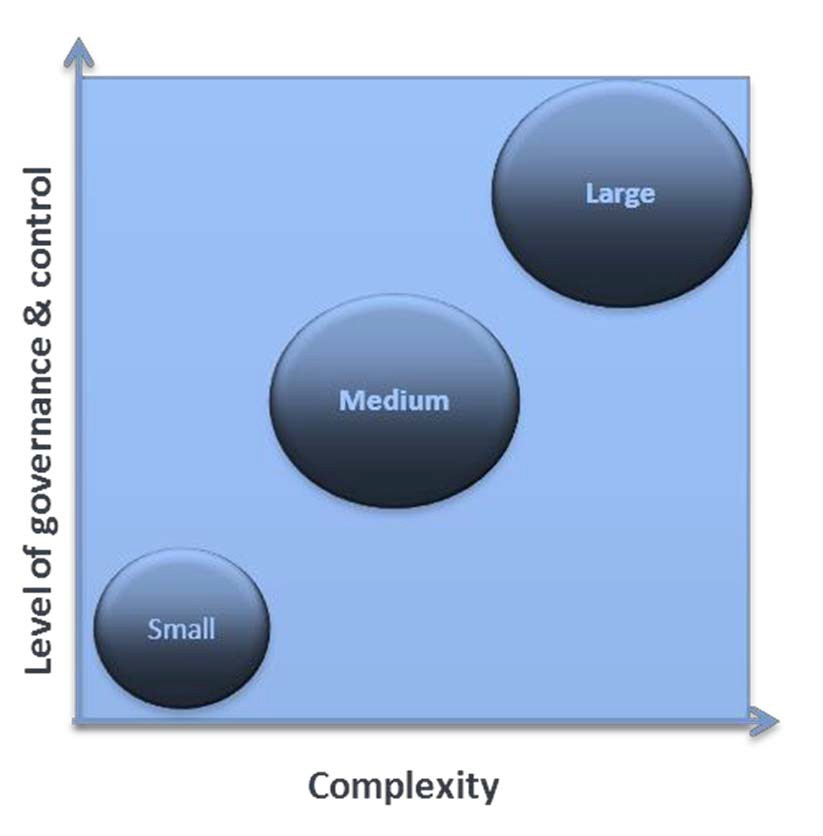 Level of governance & control
Large
Medium
Small
Complexity